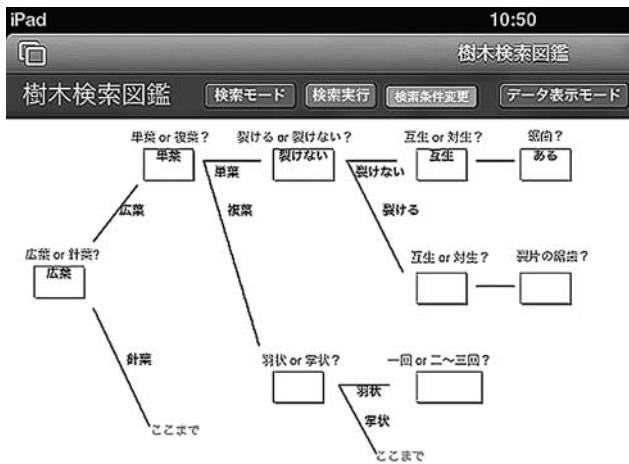 iPad 10:50
樹木検索図鑑
樹木検索図鑑 検索モード 検索実行 検索条件変更 データ表示モード
単葉 or 複葉? 裂ける or 裂けない? 互生 or 対生? 鋸歯?
単葉 裂けない 互生 ある
単葉 裂けない
広葉 複葉 裂ける
広葉 or 針葉? 互生 or 対生? 裂片の鋸歯?
広葉
針葉 羽状 or 掌状? 一回 or 二〜三回?
羽状
掌状
ここまで
ここまで